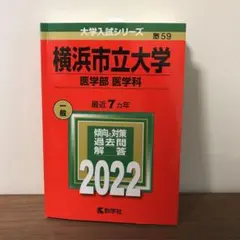 大学入試シリーズ
59
横浜市立大学
医学部 医学科
一般
最近7カ年
傾向と対策
過去問
解答
2022
教学社